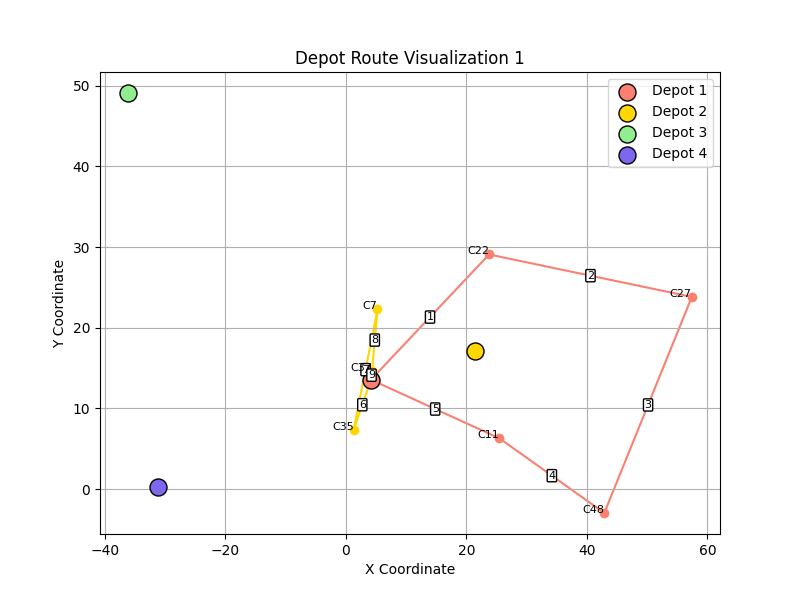 Depot Route Visualization 1
Depot 1
Depot 2
Depot 3
Depot 4
Y Coordinate
50
40
30
20
10
0
C22
2
C27
C7
1
8
9
6
C35
5
3
C11
4
C48
−40
−20
0
20
40
60
X Coordinate